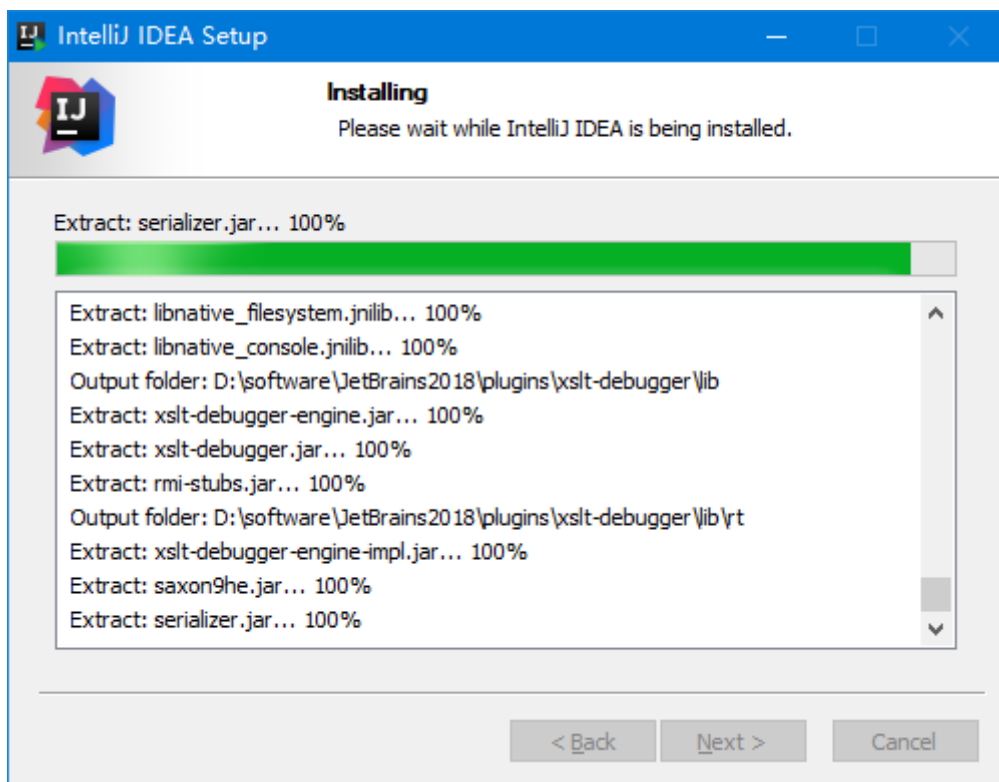 IJ IntelliJ IDEA Setup
IJ
Installing
Please wait while IntelliJ IDEA is being installed.
Extract: serializer.jar... 100%
Extract: libnative_filesystem.jnilib... 100%
Extract: libnative_console.jnilib... 100%
Output folder: D:\software\JetBrains2018\plugins\xslt-debugger\lib
Extract: xslt-debugger-engine.jar... 100%
Extract: xslt-debugger.jar... 100%
Extract: rmi-stubs.jar... 100%
Output folder: D:\software\JetBrains2018\plugins\xslt-debugger\lib\rt
Extract: xslt-debugger-engine-impl.jar... 100%
Extract: saxon9he.jar... 100%
Extract: serializer.jar... 100%
< Back Next > Cancel